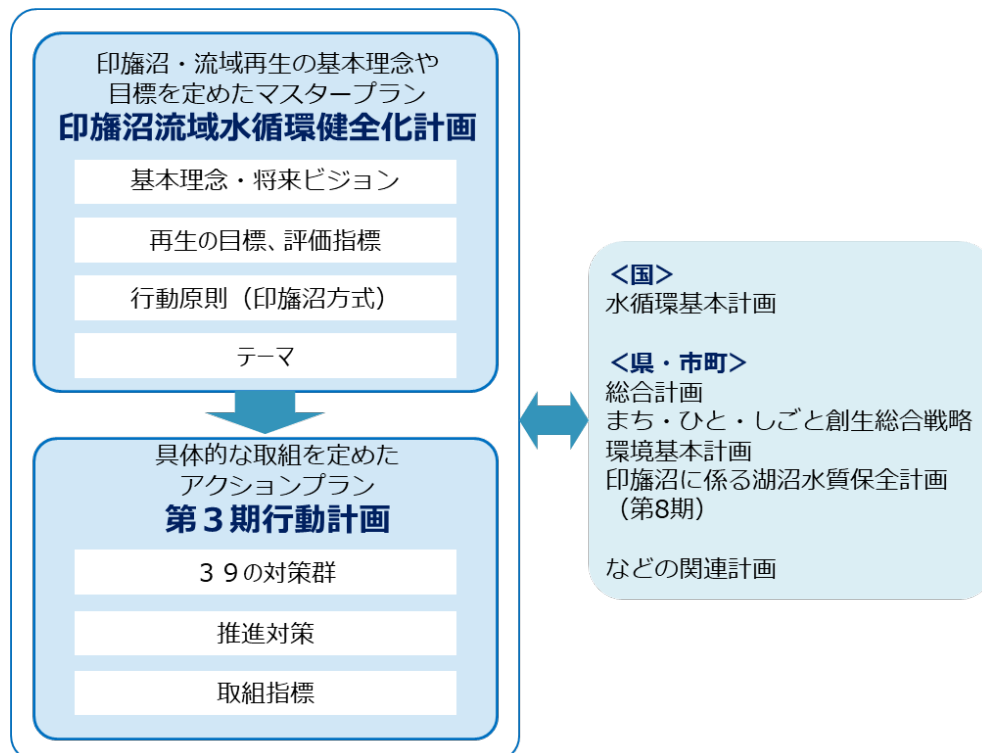 印旛沼・流域再生の基本理念や
目標を定めたマスタープラン
印旛沼流域水循環健全化計画
基本理念・将来ビジョン
再生の目標、評価指標
行動原則（印旛沼方式）
テーマ
具体的な取組を定めた
アクションプラン
第３期行動計画
３９の対策群
推進対策
取組指標
＜国＞
水循環基本計画
＜県・市町＞
総合計画
まち・ひと・しごと創生総合戦略
環境基本計画
印旛沼に係る湖沼水質保全計画
（第8期）
などの関連計画